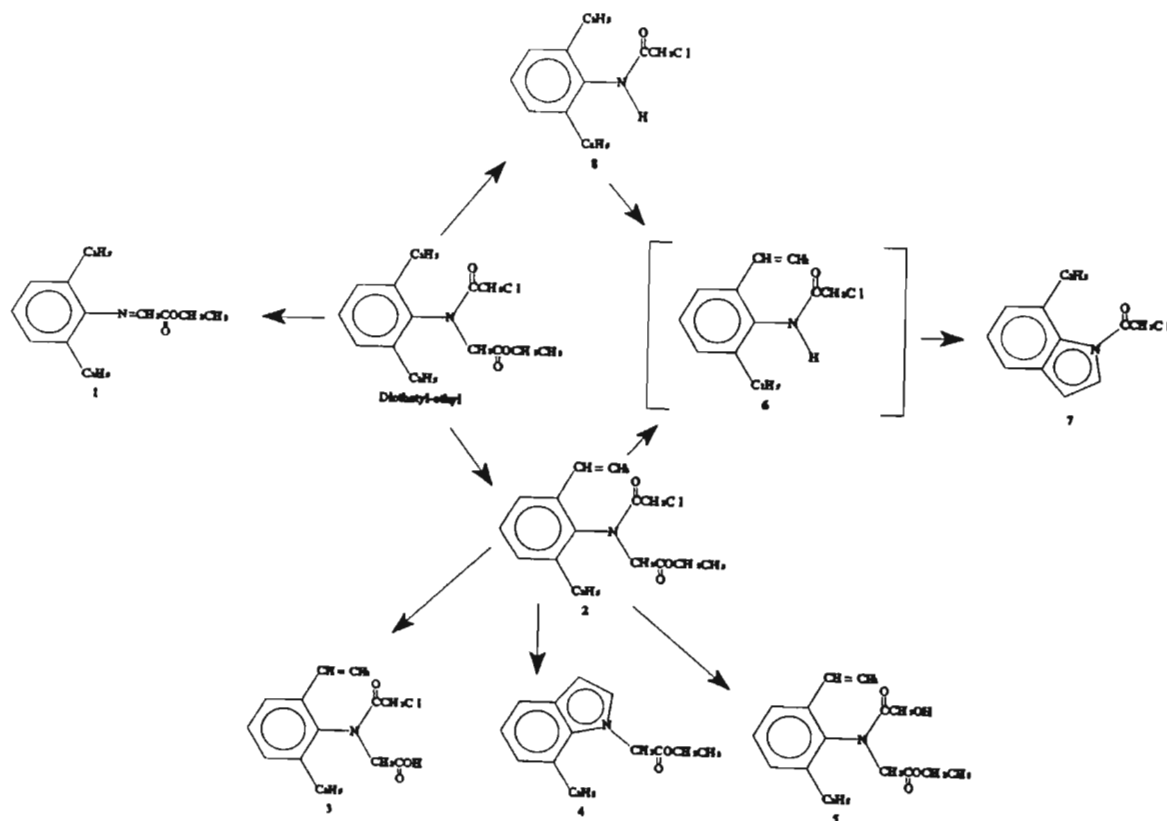 C₂H₅
O
CCH₂Cl
N
H
C₂H₅
8
C₂H₅
N=CH₂COCH₂CH₃
O
C₂H₅
1
C₂H₅
O
CCH₂Cl
N
CH₂COCH₂CH₃
O
C₂H₅
Diethatyl-ethyl
CH=CH₂
O
CCH₂Cl
N
H
C₂H₅
6
C₂H₅
O
CCH₂Cl
N
7
CH=CH₂
O
CCH₂Cl
N
CH₂COCH₂CH₃
O
C₂H₅
2
CH=CH₂
O
CCH₂Cl
N
CH₂COH
O
C₂H₅
3
N
CH₂COCH₂CH₃
O
C₂H₅
4
CH=CH₂
O
CCH₂OH
N
CH₂COCH₂CH₃
O
C₂H₅
5